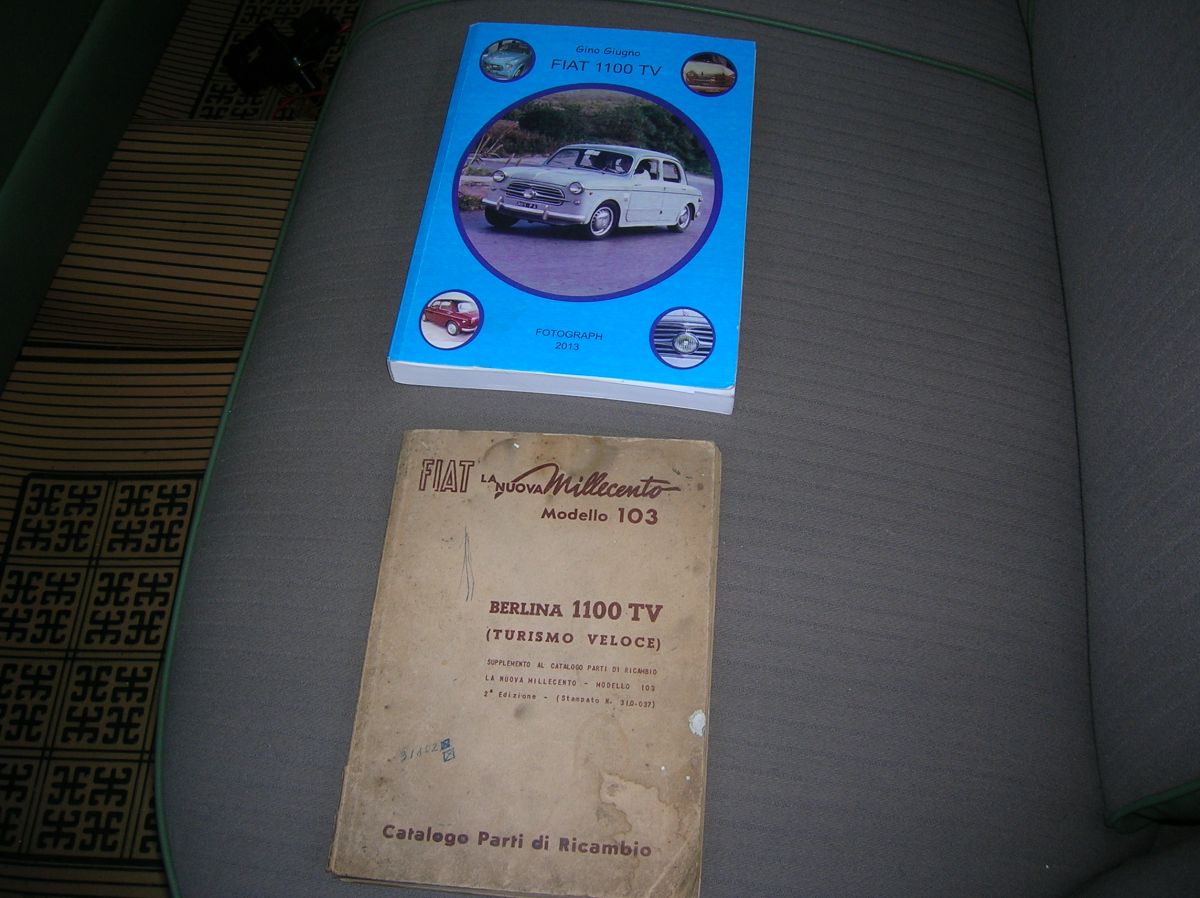 Gino Giugno
FIAT 1100 TV
FOTOGRAPH
2013
FIAT LA NUOVA Millecento
Modello 103
BERLINA 1100 TV
(TURISMO VELOCE)
SUPPLEMENTO AL CATALOGO PARTI DI RICAMBIO
LA NUOVA MILLECENTO - MODELLO 103
2ª Edizione - (Stampato N. 310-037)
Catalogo Parti di Ricambio